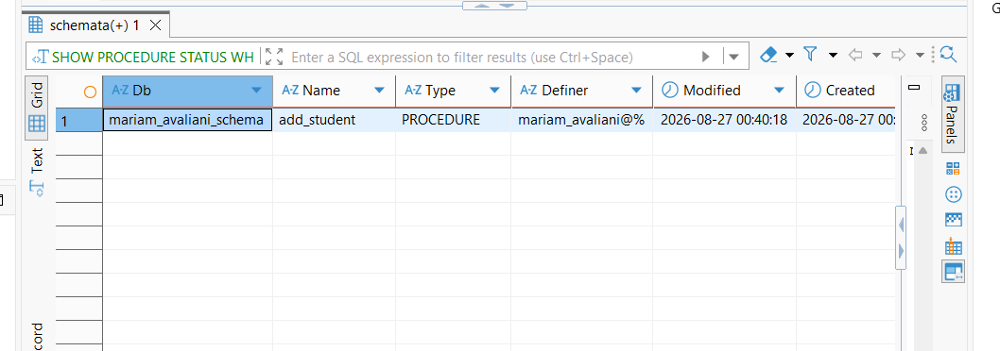 G
schemata(+) 1
SHOW PROCEDURE STATUS WH
Enter a SQL expression to filter results (use Ctrl+Space)
Grid
Text
cord
A-Z Db
A-Z Name
A-Z Type
A-Z Definer
Modified
Created
1
mariam_avaliani_schema
add_student
PROCEDURE
mariam_avaliani@%
2026-08-27 00:40:18
2026-08-27 00:
Panels